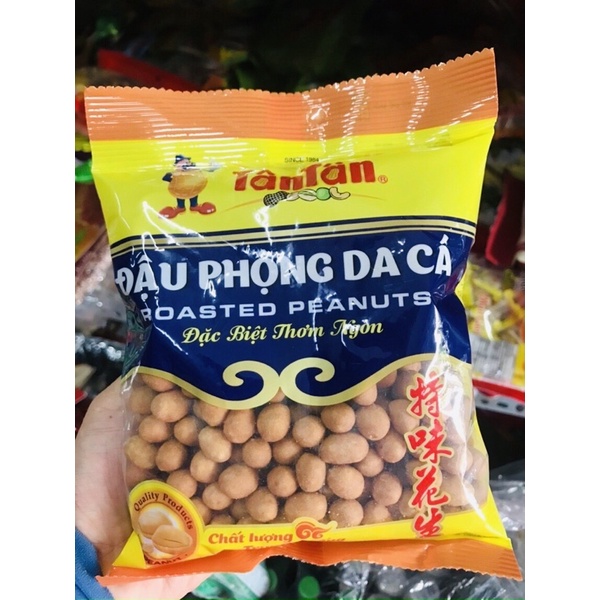 SINCE 1984
TânTân®
ĐẬU PHỘNG DA CÁ
ROASTED PEANUTS
Đặc Biệt Thơm Ngon
特味花生
Quality Products
Chất lượng